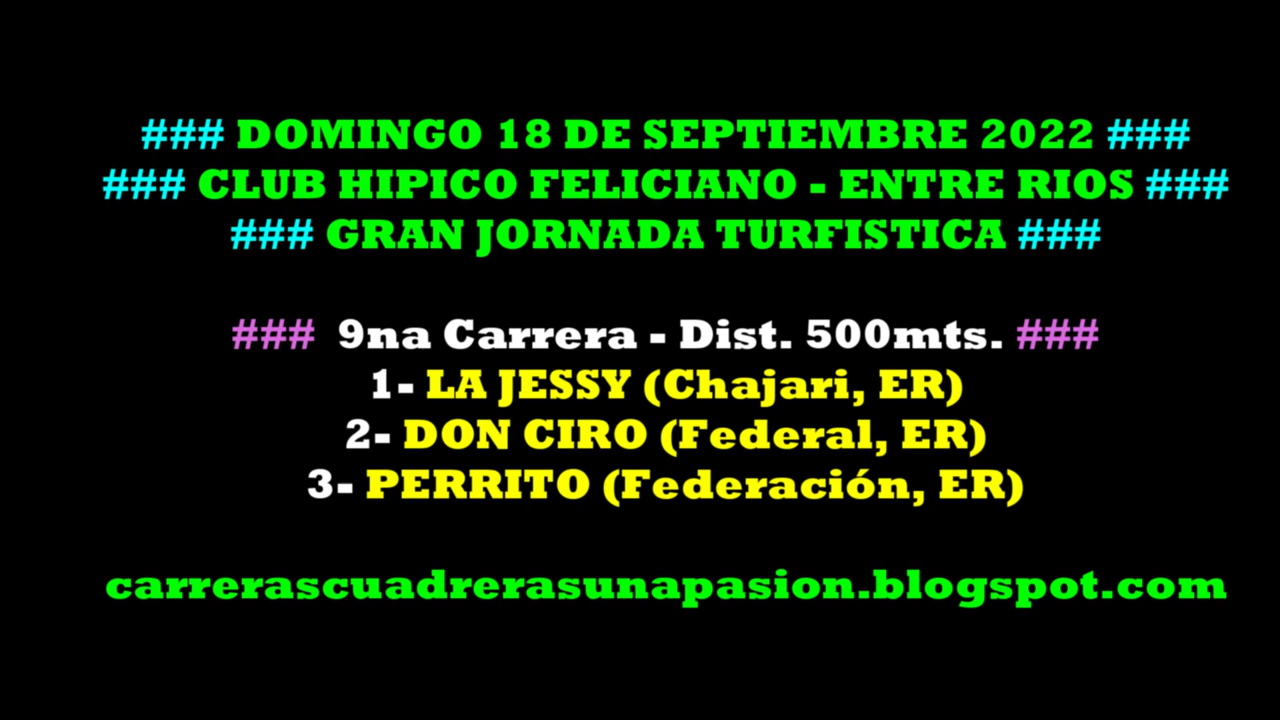 ### DOMINGO 18 DE SEPTIEMBRE 2022 ###
### CLUB HIPICO FELICIANO - ENTRE RIOS ###
### GRAN JORNADA TURFISTICA ###
### 9na Carrera - Dist. 500mts. ###
1- LA JESSY (Chajari, ER)
2- DON CIRO (Federal, ER)
3- PERRITO (Federación, ER)
carrerascuadrerasunapasion.blogspot.com